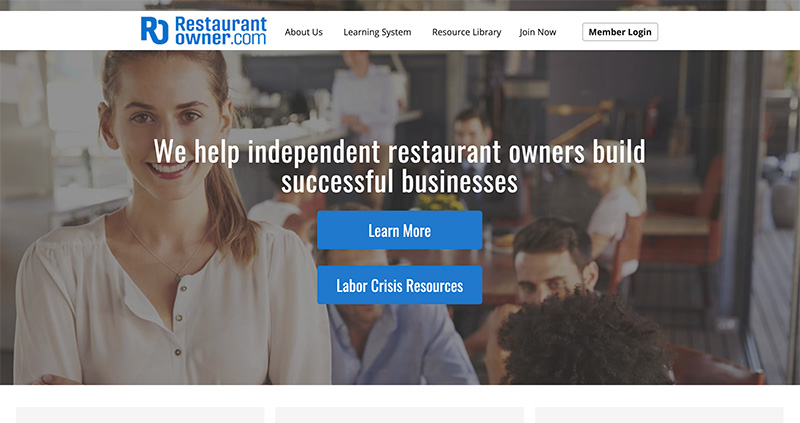 RO Restaurant
owner.com
About Us Learning System Resource Library Join Now Member Login
We help independent restaurant owners build
successful businesses
Learn More
Labor Crisis Resources